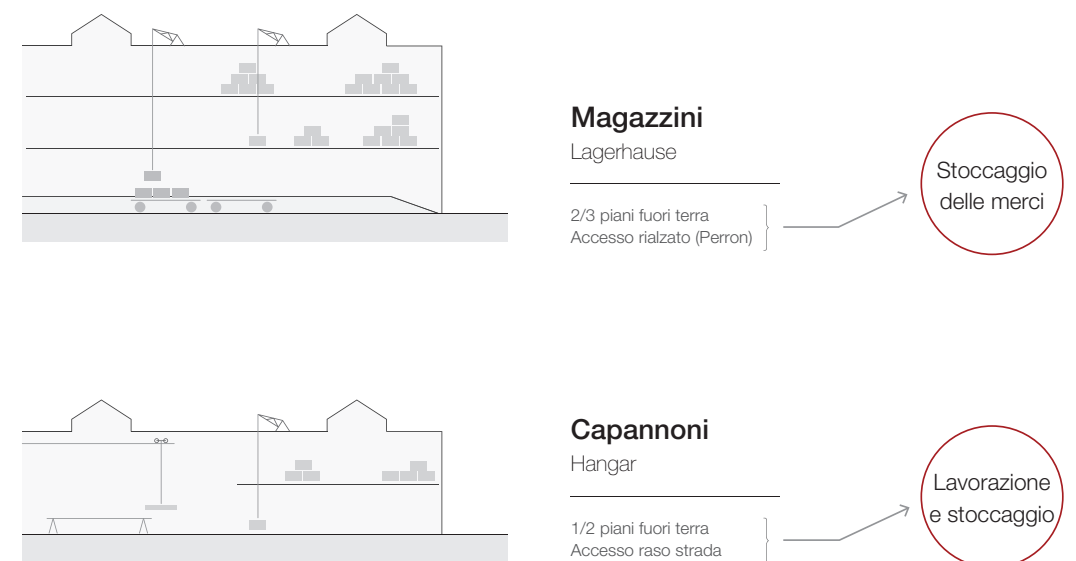 Magazzini
Lagerhause
2/3 piani fuori terra
Accesso rialzato (Perron)
Stoccaggio
delle merci
Capannoni
Hangar
1/2 piani fuori terra
Accesso raso strada
Lavorazione
e stoccaggio